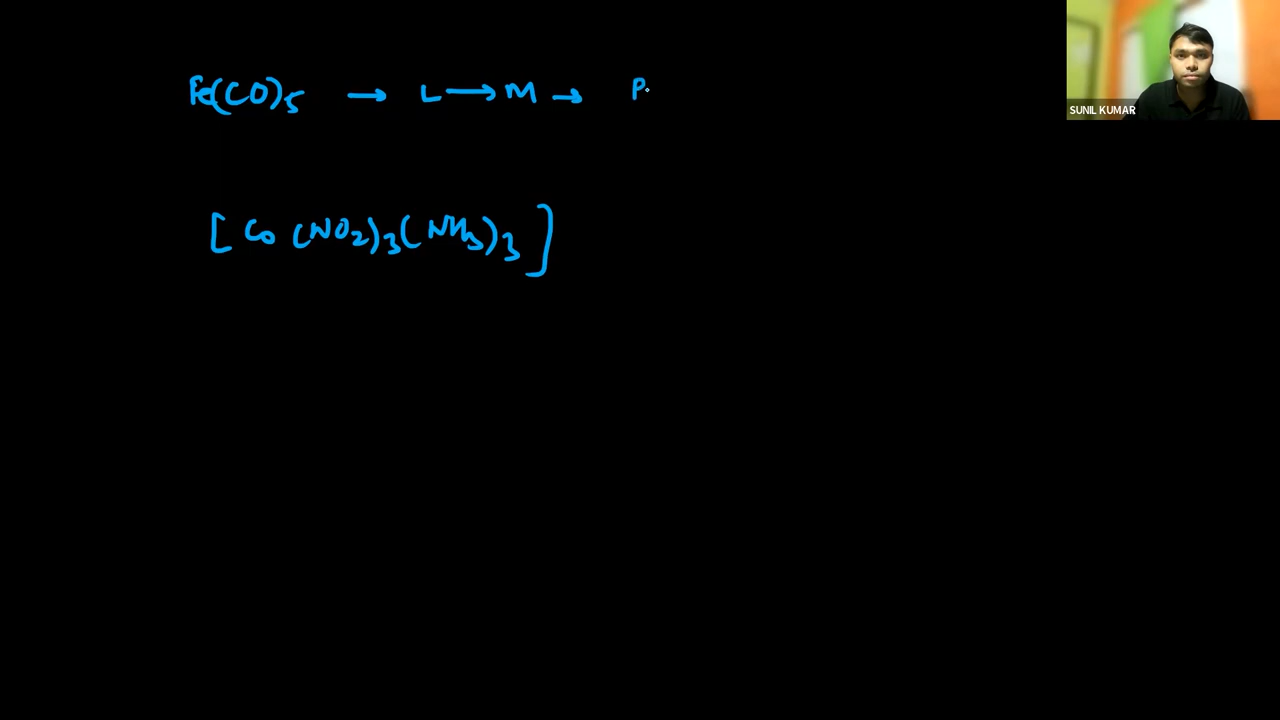 Fe(CO)5 → L → M → P.
SUNIL KUMAR
[Co (NO2)3(NH3)3]